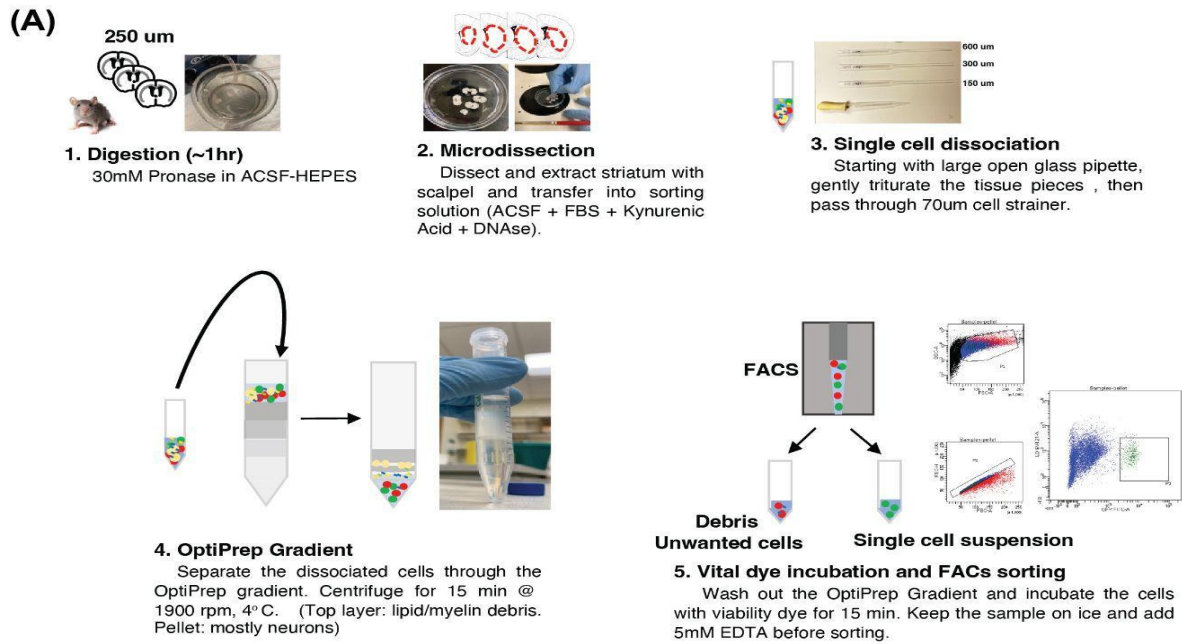 (A)
250 um
1. Digestion (~1hr)
30mM Pronase in ACSF-HEPES
2. Microdissection
Dissect and extract striatum with
scalpel and transfer into sorting
solution (ACSF + FBS + Kynurenic
Acid + DNAse).
600 um
300 um
150 um
3. Single cell dissociation
Starting with large open glass pipette,
gently triturate the tissue pieces , then
pass through 70um cell strainer.
4. OptiPrep Gradient
Separate the dissociated cells through the
OptiPrep gradient. Centrifuge for 15 min @
1900 rpm, 4° C. (Top layer: lipid/myelin debris.
Pellet: mostly neurons)
FACS
Samples-pellet
Samples-pellet
Samples-pellet
Debris
Unwanted cells
Single cell suspension
5. Vital dye incubation and FACs sorting
Wash out the OptiPrep Gradient and incubate the cells
with viability dye for 15 min. Keep the sample on ice and add
5mM EDTA before sorting.